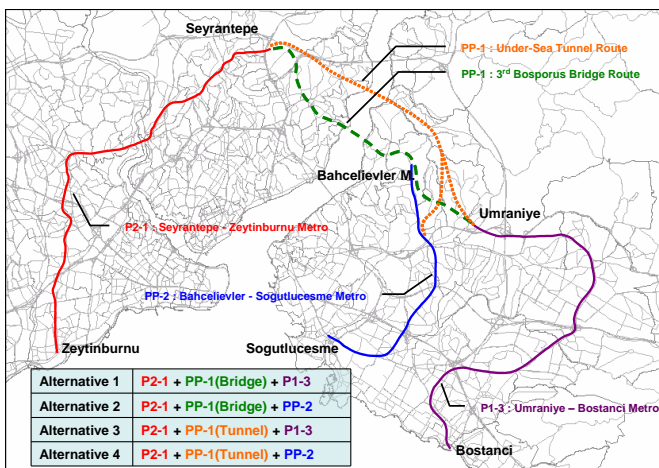 Seyrantepe
PP-1 : Under-Sea Tunnel Route
PP-1 : 3rd Bosporus Bridge Route
Bahcelievler M.
Umraniye
P2-1 : Seyrantepe - Zeytinburnu Metro
PP-2 : Bahcelievler - Sogutlucesme Metro
Zeytinburnu
Sogutlucesme
Alternative 1 P2-1 + PP-1(Bridge) + P1-3
Alternative 2 P2-1 + PP-1(Bridge) + PP-2
Alternative 3 P2-1 + PP-1(Tunnel) + P1-3
Alternative 4 P2-1 + PP-1(Tunnel) + PP-2
P1-3 : Umraniye – Bostanci Metro
Bostanci